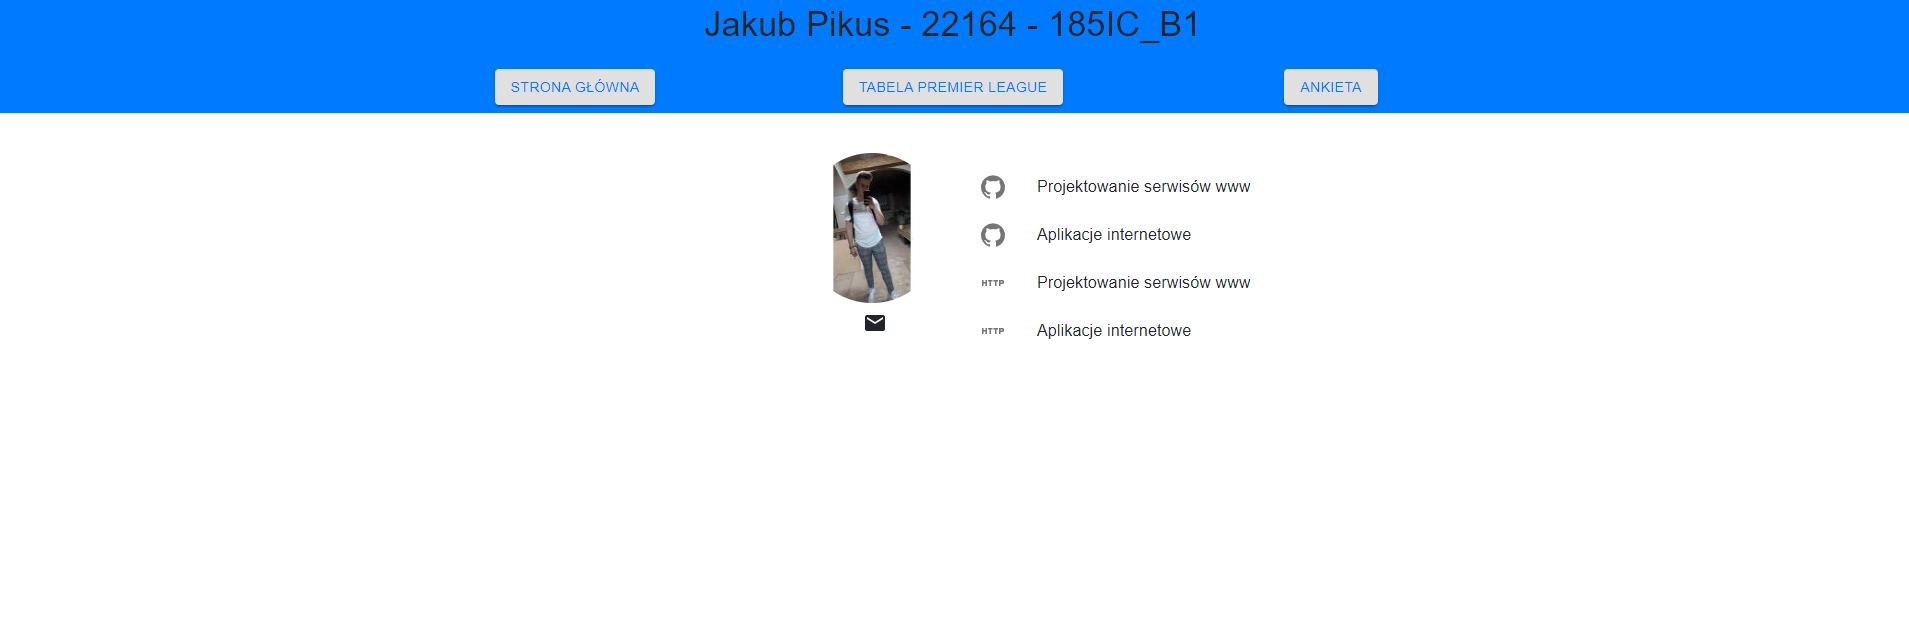 Jakub Pikus - 22164 - 185IC_B1
STRONA GŁÓWNA
TABELA PREMIER LEAGUE
ANKIETA
Projektowanie serwisów www
Aplikacje internetowe
HTTP Projektowanie serwisów www
HTTP Aplikacje internetowe